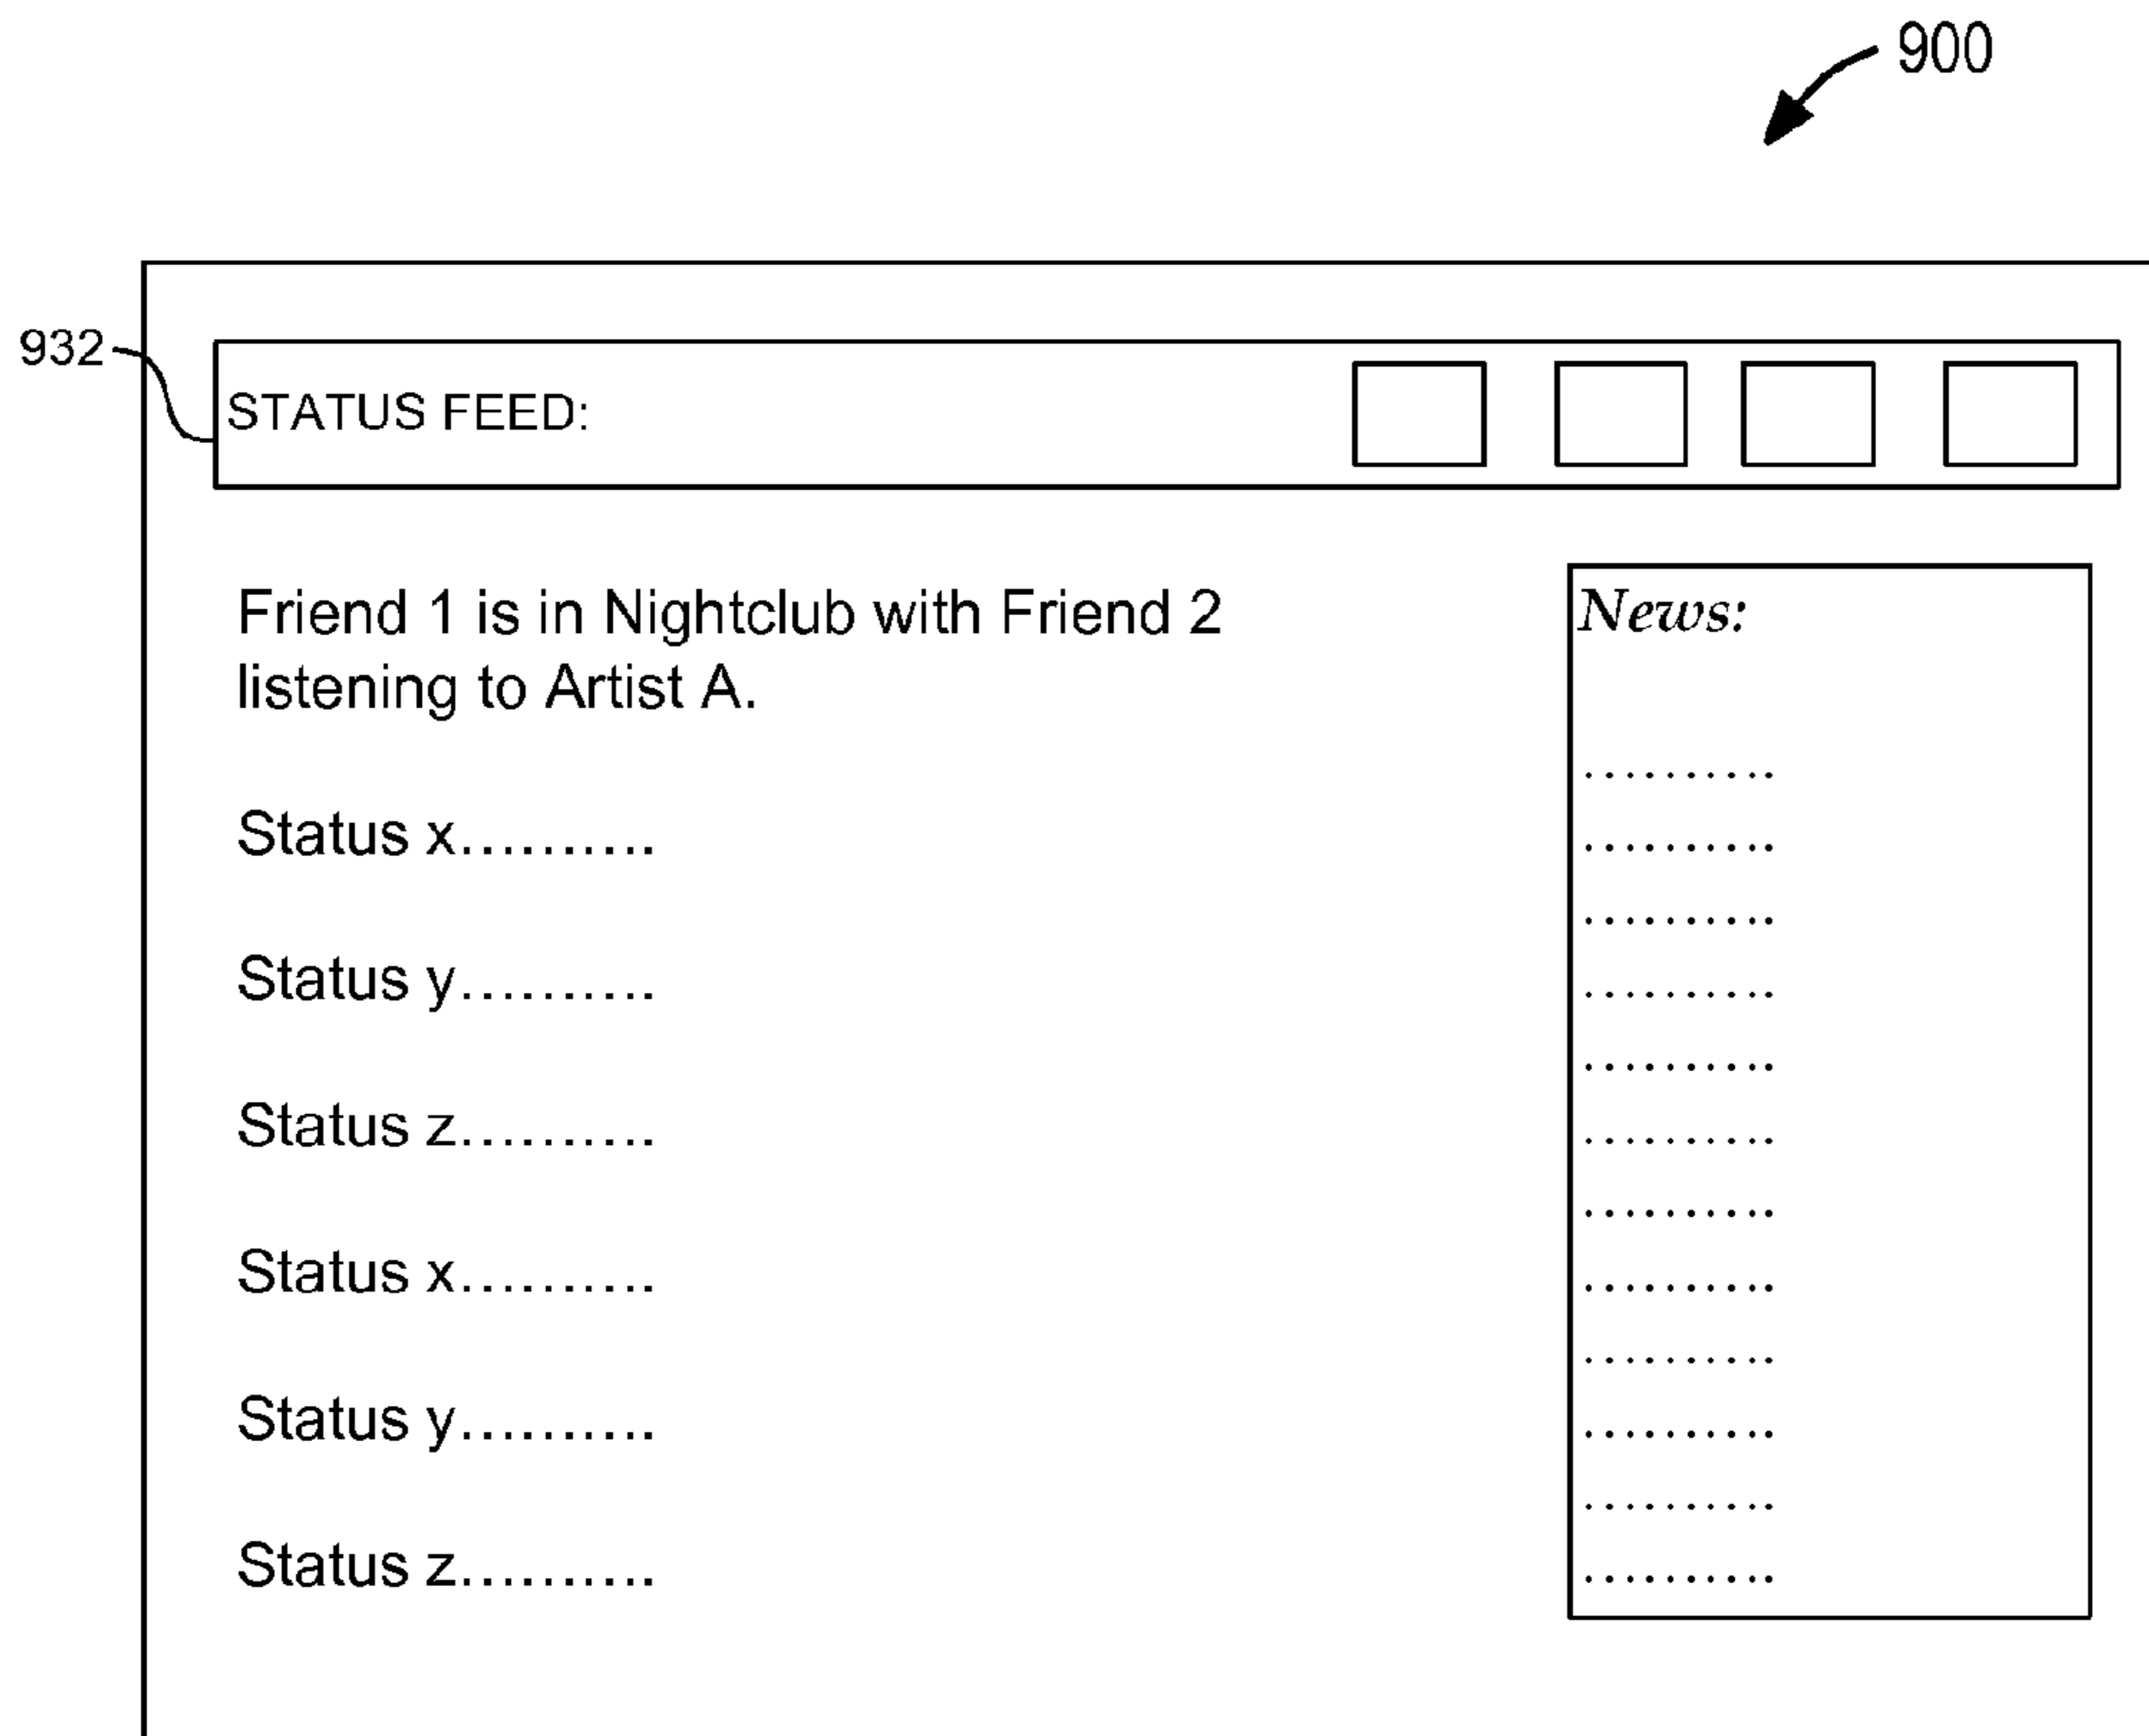 900
932
STATUS FEED:
Friend 1 is in Nightclub with Friend 2
listening to Artist A.
Status x..........
Status y..........
Status z..........
Status x..........
Status y..........
Status z..........
News:
..........
..........
..........
..........
..........
..........
..........
..........
..........
..........
..........
..........